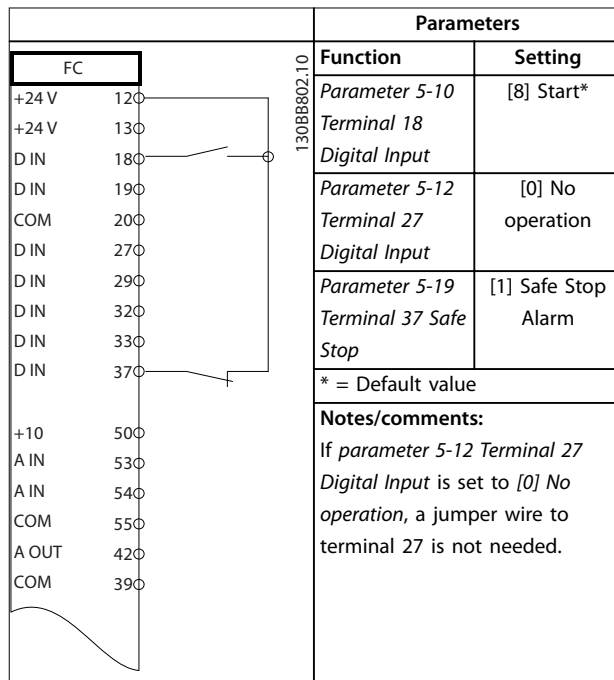 FC
+24 V 12
+24 V 13
D IN 18
D IN 19
COM 20
D IN 27
D IN 29
D IN 32
D IN 33
D IN 37
+10 50
A IN 53
A IN 54
COM 55
A OUT 42
COM 39
130BB802.10
Parameters
Function Setting
Parameter 5-10 [8] Start*
Terminal 18
Digital Input
Parameter 5-12 [0] No
Terminal 27 operation
Digital Input
Parameter 5-19 [1] Safe Stop
Terminal 37 Safe Alarm
Stop
* = Default value
Notes/comments:
If parameter 5-12 Terminal 27
Digital Input is set to [0] No
operation, a jumper wire to
terminal 27 is not needed.